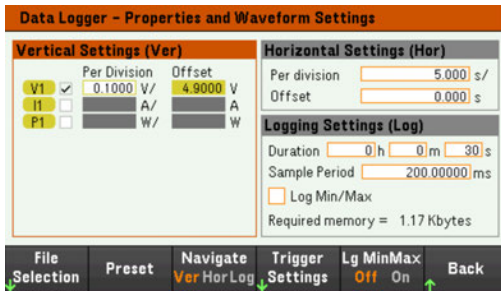 Data Logger – Properties and Waveform Settings
Vertical Settings (Ver)
Per Division Offset
V1 0.1000 V/ 4.9000 V
I1 A/ A
P1 W/ W
Horizontal Settings (Hor)
Per division 5.000 s/
Offset 0.000 s
Logging Settings (Log)
Duration 0 h 0 m 30 s
Sample Period 200.00000 ms
Log Min/Max
Required memory = 1.17 Kbytes
File Selection
Preset
Navigate
Ver Hor Log
Trigger Settings
Lg MinMax
Off On
Back